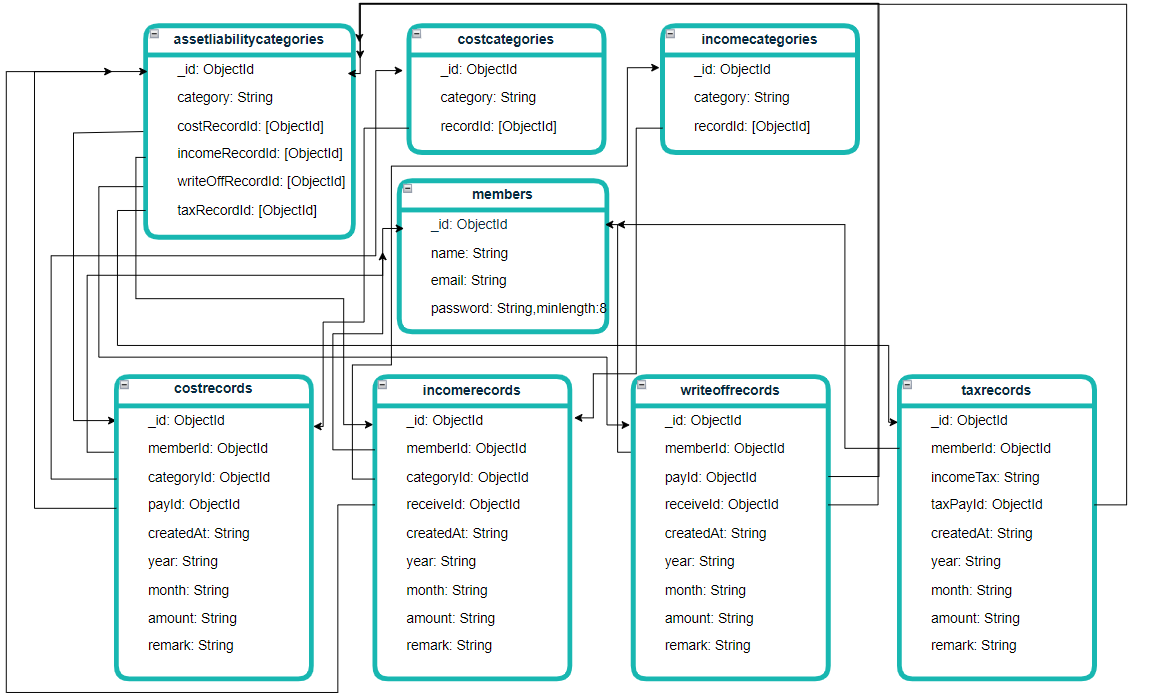 assetliabilitycategories
_id: ObjectId
category: String
costRecordId: [ObjectId]
incomeRecordId: [ObjectId]
writeOffRecordId: [ObjectId]
taxRecordId: [ObjectId]
costcategories
_id: ObjectId
category: String
recordId: [ObjectId]
incomecategories
_id: ObjectId
category: String
recordId: [ObjectId]
members
_id: ObjectId
name: String
email: String
password: String,minlength:8
costrecords
_id: ObjectId
memberId: ObjectId
categoryId: ObjectId
payId: ObjectId
createdAt: String
year: String
month: String
amount: String
remark: String
incomerecords
_id: ObjectId
memberId: ObjectId
categoryId: ObjectId
receiveId: ObjectId
createdAt: String
year: String
month: String
amount: String
remark: String
writeoffrecords
_id: ObjectId
memberId: ObjectId
payId: ObjectId
receiveId: ObjectId
createdAt: String
year: String
month: String
amount: String
remark: String
taxrecords
_id: ObjectId
memberId: ObjectId
incomeTax: String
taxPayId: ObjectId
createdAt: String
year: String
month: String
amount: String
remark: String